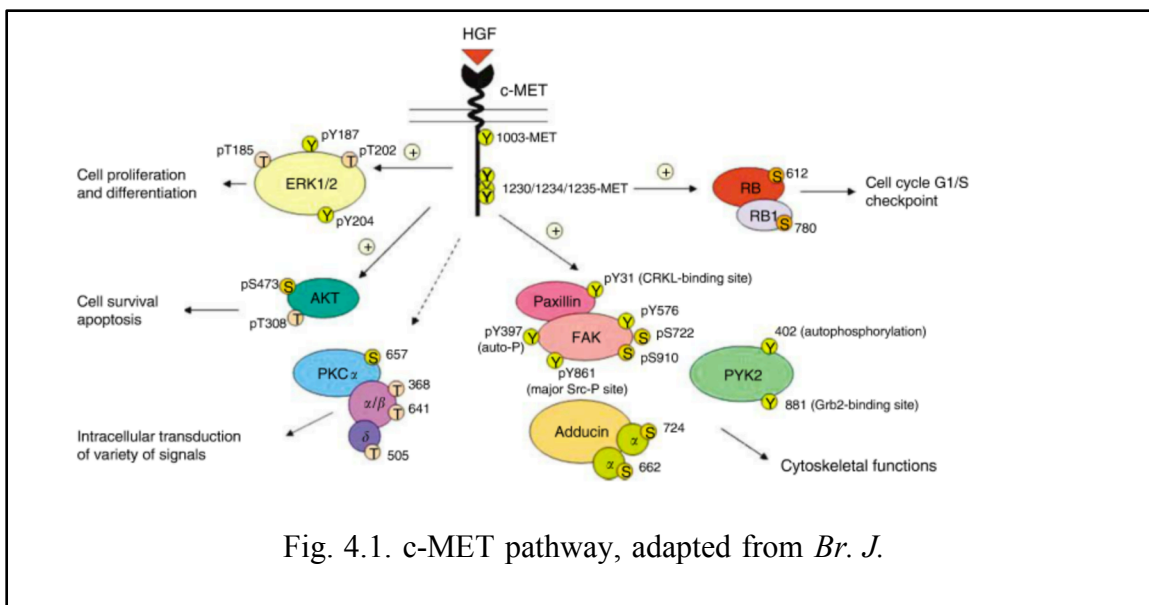 HGF
c-MET
Y 1003-MET
pY187
pT185
pT202
Y
T
T
+
Cell proliferation
and differentiation
ERK1/2
Y
pY204
Y
Y
Y
1230/1234/1235-MET
+
S 612
RB
RB1
S
780
Cell cycle G1/S
checkpoint
+
+
pS473
S
AKT
T
pT308
Cell survival
apoptosis
pY31 (CRKL-binding site)
Y
Paxillin
pY576
Y
pY397
(auto-P)
Y
FAK
S
pS722
S
pS910
Y
pY861
(major Src-P site)
402 (autophosphorylation)
Y
PYK2
Y
881 (Grb2-binding site)
657
S
PKC α
368
T
α/β
T
641
δ
T
505
Intracellular transduction
of variety of signals
Adducin
S
724
α
α
S
662
Cytoskeletal functions
Fig. 4.1. c-MET pathway, adapted from Br. J.